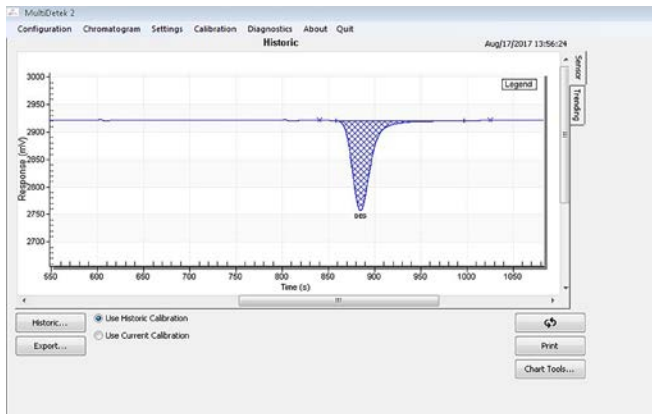 MultiDetek 2
Configuration Chromatogram Settings Calibration Diagnostics About Quit
Historic
Aug/17/2017 13:56:24
Sensor
Trending
Legend
Response (mV)
3000
2950
2900
2850
2800
2750
2700
550 600 650 700 750 800 850 900 950 1000 1050
Time (s)
Historic...
Use Historic Calibration
Export...
Use Current Calibration
Print
Chart Tools...